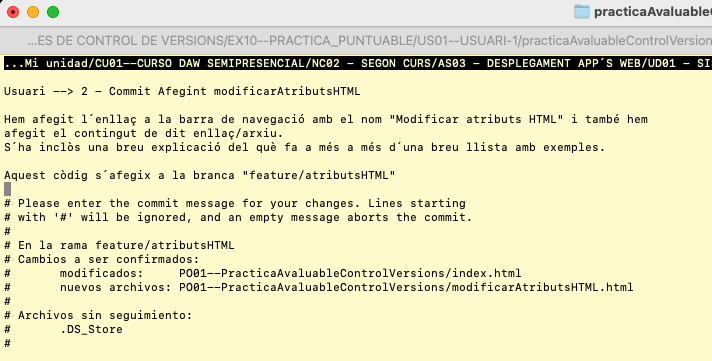 practicaAvaluableC
...ES DE CONTROL DE VERSIONS/EX10--PRACTICA_PUNTUABLE/US01--USUARI-1/practicaAvaluableControlVersion
...Mi unidad/CU01--CURSO DAW SEMIPRESENCIAL/NC02 - SEGON CURS/AS03 - DESPLEGAMENT APP´S WEB/UD01 - SI
Usuari --> 2 - Commit Afegint modificarAtributsHTML
Hem afegit l´enllaç a la barra de navegació amb el nom "Modificar atributs HTML" i també hem
afegit el contingut de dit enllaç/arxiu.
S´ha inclòs una breu explicació del què fa a més a més d´una breu llista amb exemples.
Aquest còdig s´afegix a la branca "feature/atributsHTML"
# Please enter the commit message for your changes. Lines starting
# with '#' will be ignored, and an empty message aborts the commit.
#
# En la rama feature/atributsHTML
# Cambios a ser confirmados:
#       modificados:     PO01--PracticaAvaluableControlVersions/index.html
#       nuevos archivos: PO01--PracticaAvaluableControlVersions/modificarAtributsHTML.html
#
# Archivos sin seguimiento:
#       .DS_Store
#